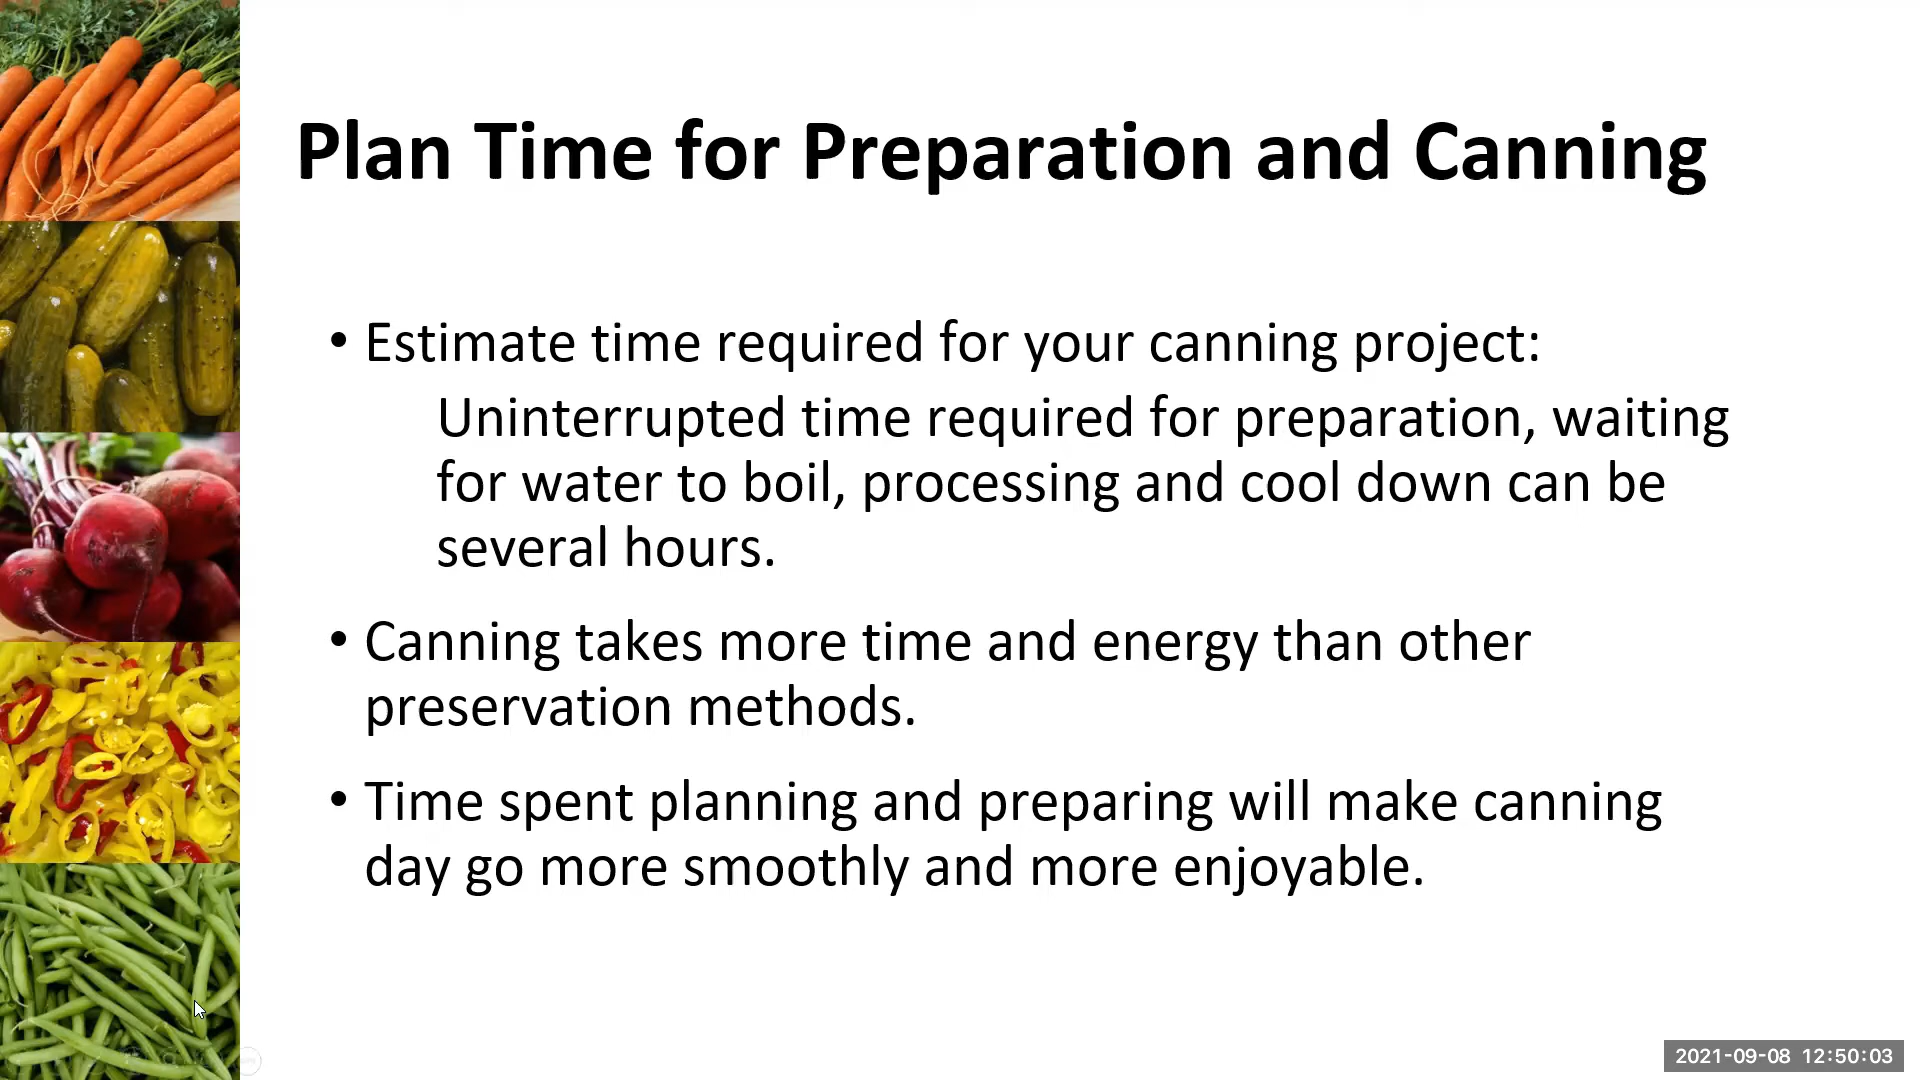 Plan Time for Preparation and Canning
• Estimate time required for your canning project:
Uninterrupted time required for preparation, waiting
for water to boil, processing and cool down can be
several hours.
• Canning takes more time and energy than other
preservation methods.
• Time spent planning and preparing will make canning
day go more smoothly and more enjoyable.
2021-09-08 12:50:03